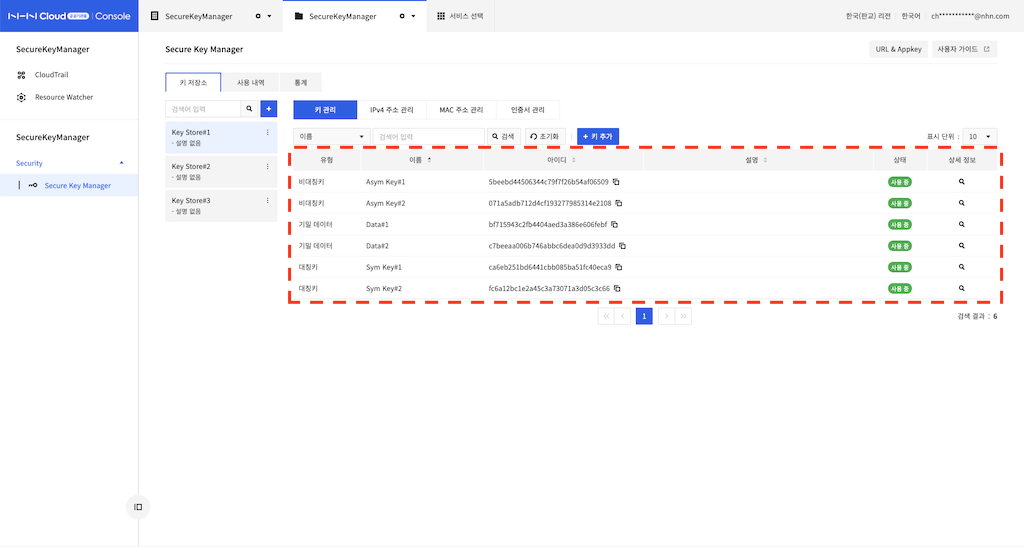 NHN Cloud 공공기관용 Console
SecureKeyManager
SecureKeyManager
서비스 선택
한국(판교) 리전
한국어
ch***********@nhn.com
SecureKeyManager
CloudTrail
Resource Watcher
SecureKeyManager
Security
Secure Key Manager
Secure Key Manager
URL & Appkey
사용자 가이드
키 저장소 사용 내역 통계
검색어 입력
+
Key Store#1
- 설명 없음
Key Store#2
- 설명 없음
Key Store#3
- 설명 없음
키 관리 IPv4 주소 관리 MAC 주소 관리 인증서 관리
이름 검색어 입력 검색 초기화 + 키 추가 표시 단위 : 10
유형 이름 아이디 설명 상태 상세 정보
비대칭키 Asym Key#1 5beebd44506344c79f7f26b54af06509 사용 중
비대칭키 Asym Key#2 071a5adb712d4cf193277985314e2108 사용 중
기밀 데이터 Data#1 bf715943c2fb4404aed3a386e606febf 사용 중
기밀 데이터 Data#2 c7beeaa006b746abbc6dea0d9d3933dd 사용 중
대칭키 Sym Key#1 ca6eb251bd6441cbb085ba51fc40eca9 사용 중
대칭키 Sym Key#2 fc6a12bc1e2a45c3a73071a3d05c3c66 사용 중
1
검색 결과 : 6